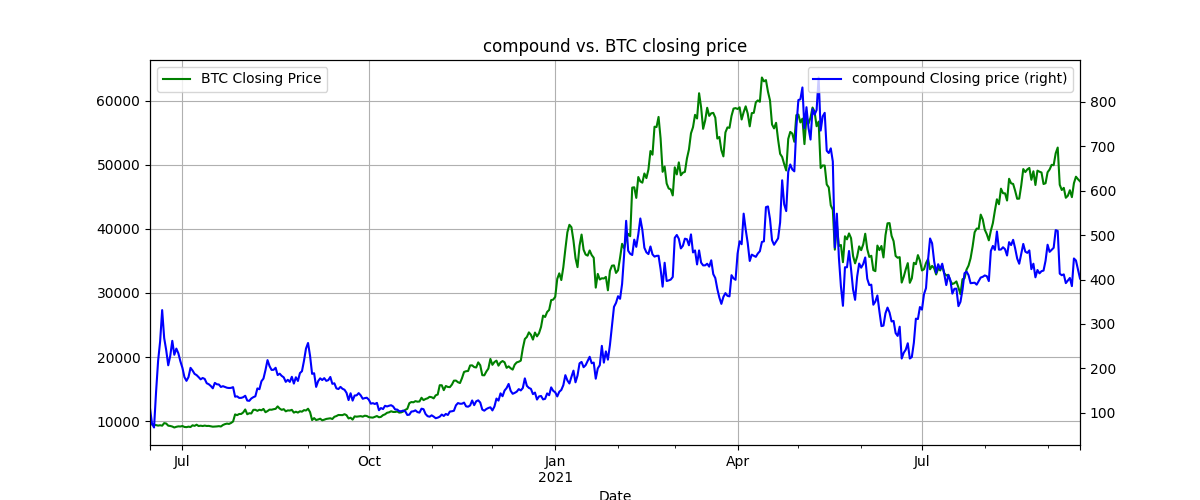 compound vs. BTC closing price
BTC Closing Price
compound Closing price (right)
60000
50000
40000
30000
20000
10000
800
700
600
500
400
300
200
100
Jul
Oct
Jan
2021
Apr
Jul
Date